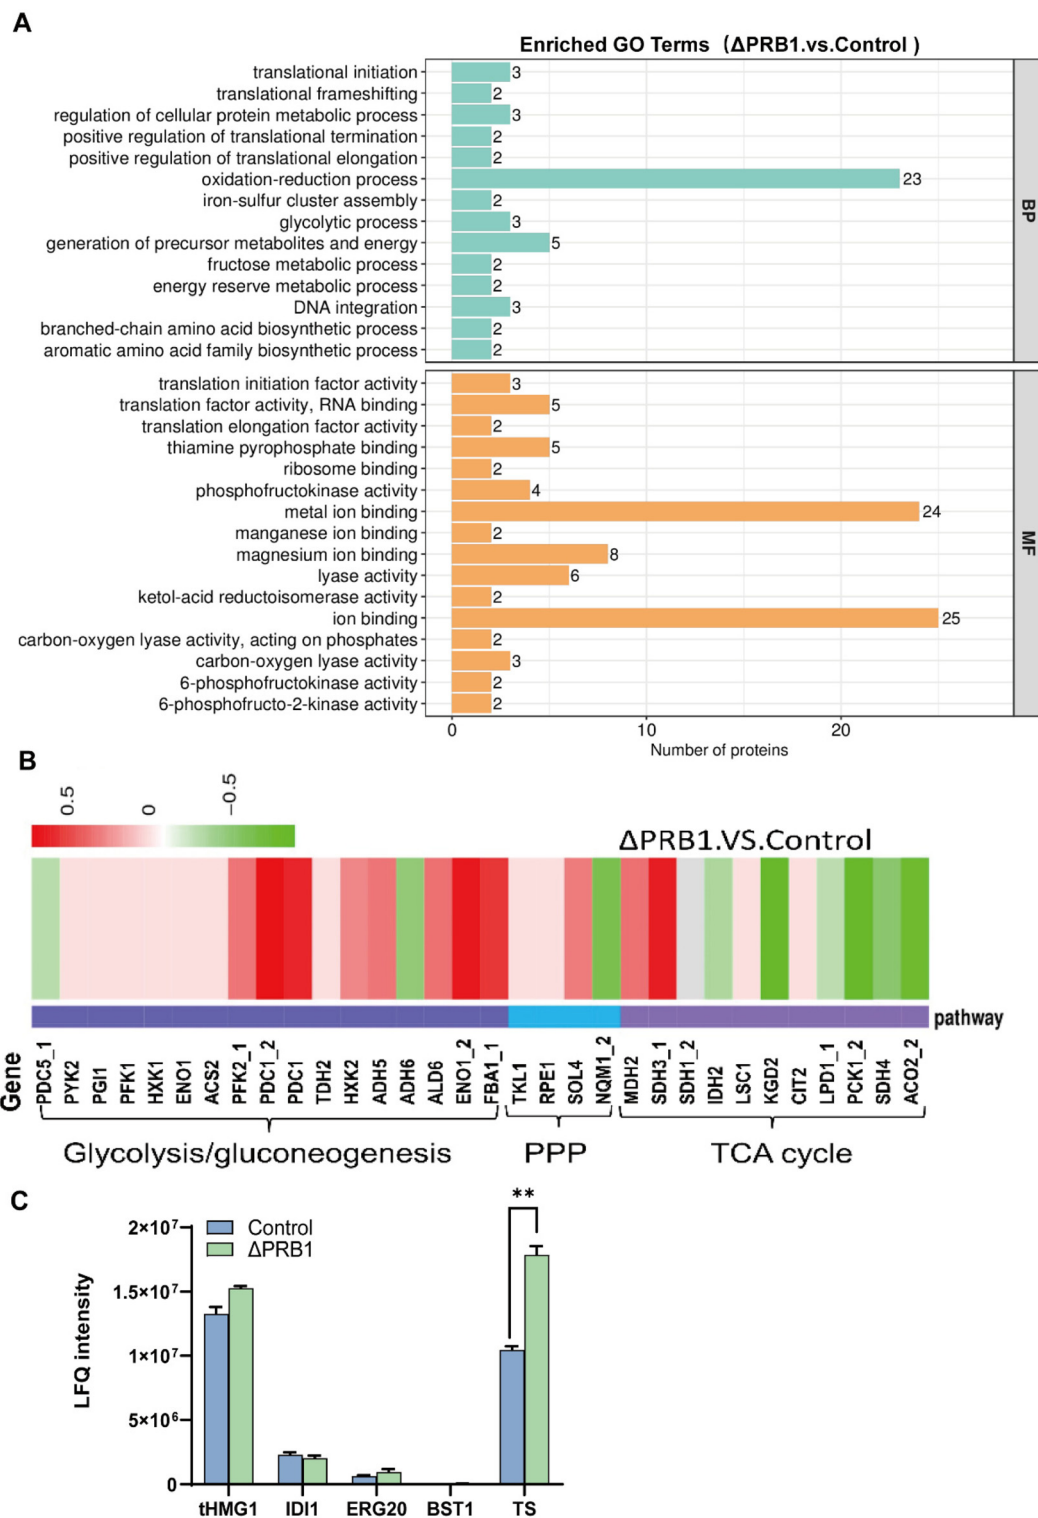 A
Enriched GO Terms (ΔPRB1.vs.Control )
translational initiation 3
translational frameshifting 2
regulation of cellular protein metabolic process 3
positive regulation of translational termination 2
positive regulation of translational elongation 2
oxidation-reduction process 23
iron-sulfur cluster assembly 2
glycolytic process 3
generation of precursor metabolites and energy 5
fructose metabolic process 2
energy reserve metabolic process 2
DNA integration 3
branched-chain amino acid biosynthetic process 2
aromatic amino acid family biosynthetic process 2
BP
translation initiation factor activity 3
translation factor activity, RNA binding 5
translation elongation factor activity 2
thiamine pyrophosphate binding 5
ribosome binding 2
phosphofructokinase activity 4
metal ion binding 24
manganese ion binding 2
magnesium ion binding 8
lyase activity 6
ketol-acid reductoisomerase activity 2
ion binding 25
carbon-oxygen lyase activity, acting on phosphates 2
carbon-oxygen lyase activity 3
6-phosphofructokinase activity 2
6-phosphofructo-2-kinase activity 2
MF
0 10 20
Number of proteins
B
0.5 0 -0.5
ΔPRB1.VS.Control
pathway
Gene
PDC5_1
PYK2
PGI1
PFK1
HXK1
ENO1
ACS2
PFK2_1
PDC1_2
PDC1
TDH2
HXK2
ADH5
ADH6
ALD6
ENO1_2
FBA1_1
TKL1
RPE1
SOL4
NQM1_2
MDH2
SDH3_1
SDH1_2
IDH2
LSC1
KGD2
CIT2
LPD1_1
PCK1_2
SDH4
ACO2_2
Glycolysis/gluconeogenesis PPP TCA cycle
C
Control
ΔPRB1
**
LFQ intensity
2×10⁷
1.5×10⁷
1×10⁷
5×10⁶
0
tHMG1 IDI1 ERG20 BST1 TS